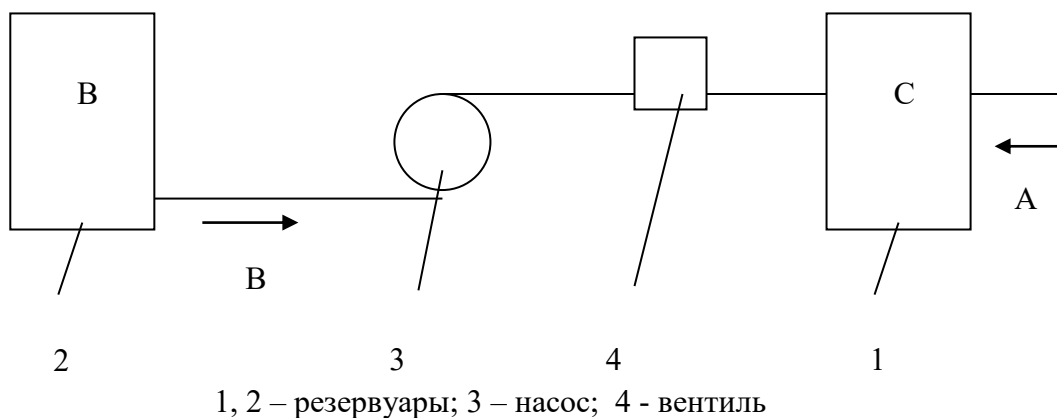 В
С
А
В
2 3 4 1
1, 2 – резервуары; 3 – насос; 4 - вентиль